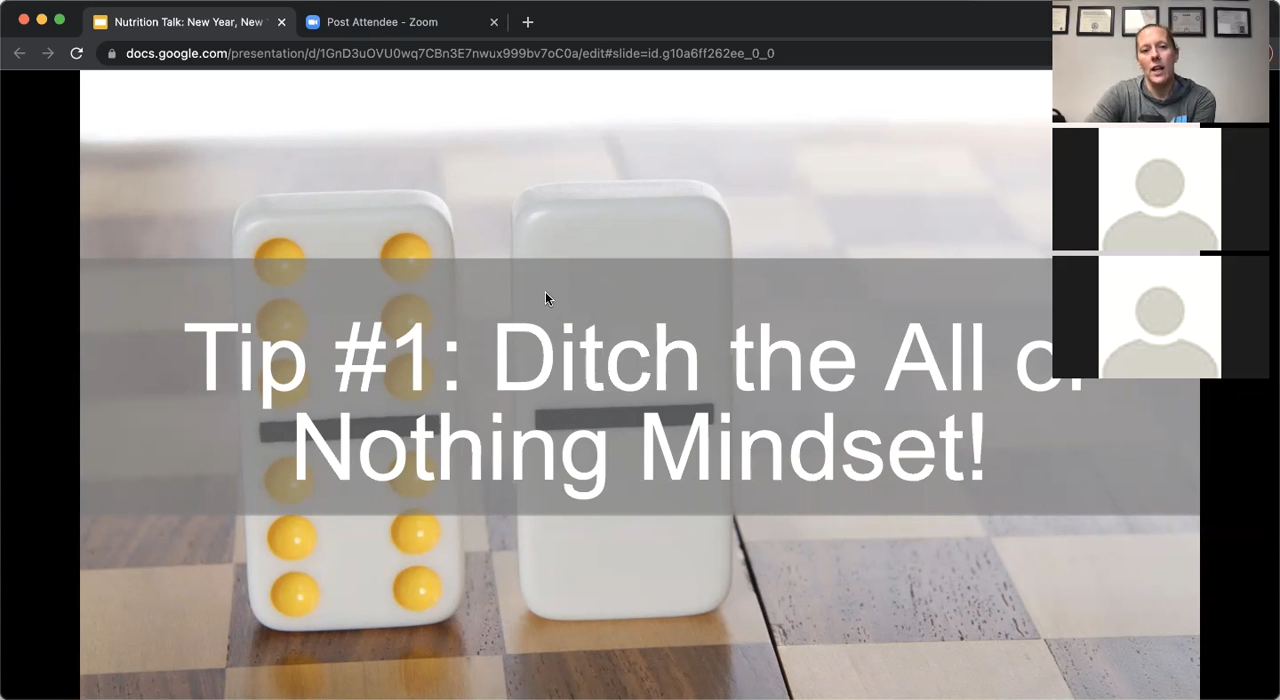 Nutrition Talk: New Year, New
Post Attendee - Zoom
docs.google.com/presentation/d/1GnD3uOVU0wq7CBn3E7nwux999bv7oC0a/edit#slide=id.g10a6ff262ee_0_0
Tip #1: Ditch the All or
Nothing Mindset!